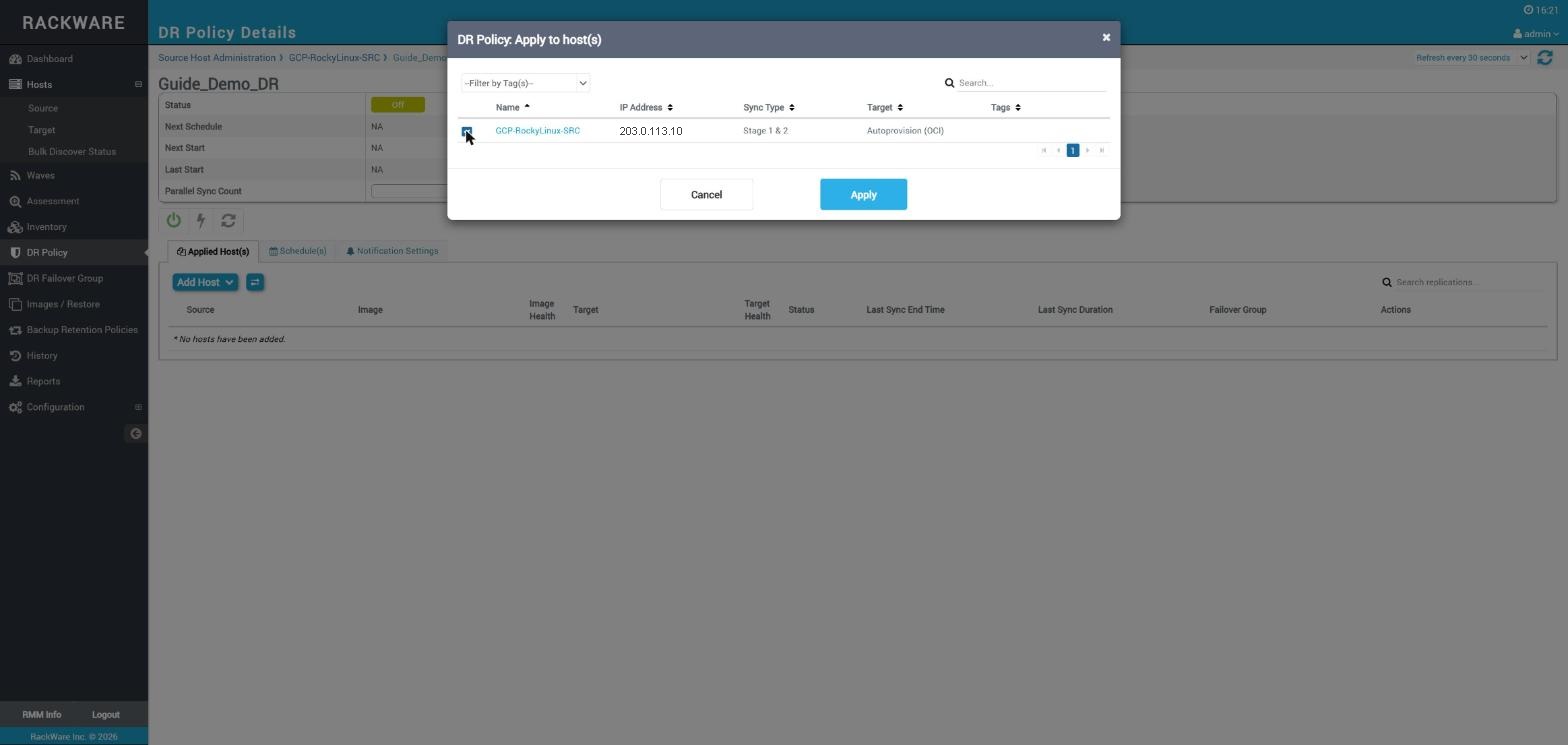 RACKWARE
DR Policy Details
16:21
admin
Source Host Administration > GCP-RockyLinux-SRC > Guide_Demo
Refresh every 30 seconds
Guide_Demo_DR
Status Off
Next Schedule NA
Next Start NA
Last Start NA
Parallel Sync Count
Dashboard
Hosts
Source
Target
Bulk Discover Status
Waves
Assessment
Inventory
DR Policy
DR Failover Group
Images / Restore
Backup Retention Policies
History
Reports
Configuration
RMM Info Logout
RackWare Inc. © 2026
DR Policy: Apply to host(s)
--Filter by Tag(s)--
Search...
Name IP Address Sync Type Target Tags
GCP-RockyLinux-SRC 203.0.113.10 Stage 1 & 2 Autoprovision (OCI)
1
Cancel Apply
Applied Host(s) Schedule(s) Notification Settings
Add Host
Search replications...
Source Image Image Health Target Target Health Status Last Sync End Time Last Sync Duration Failover Group Actions
* No hosts have been added.